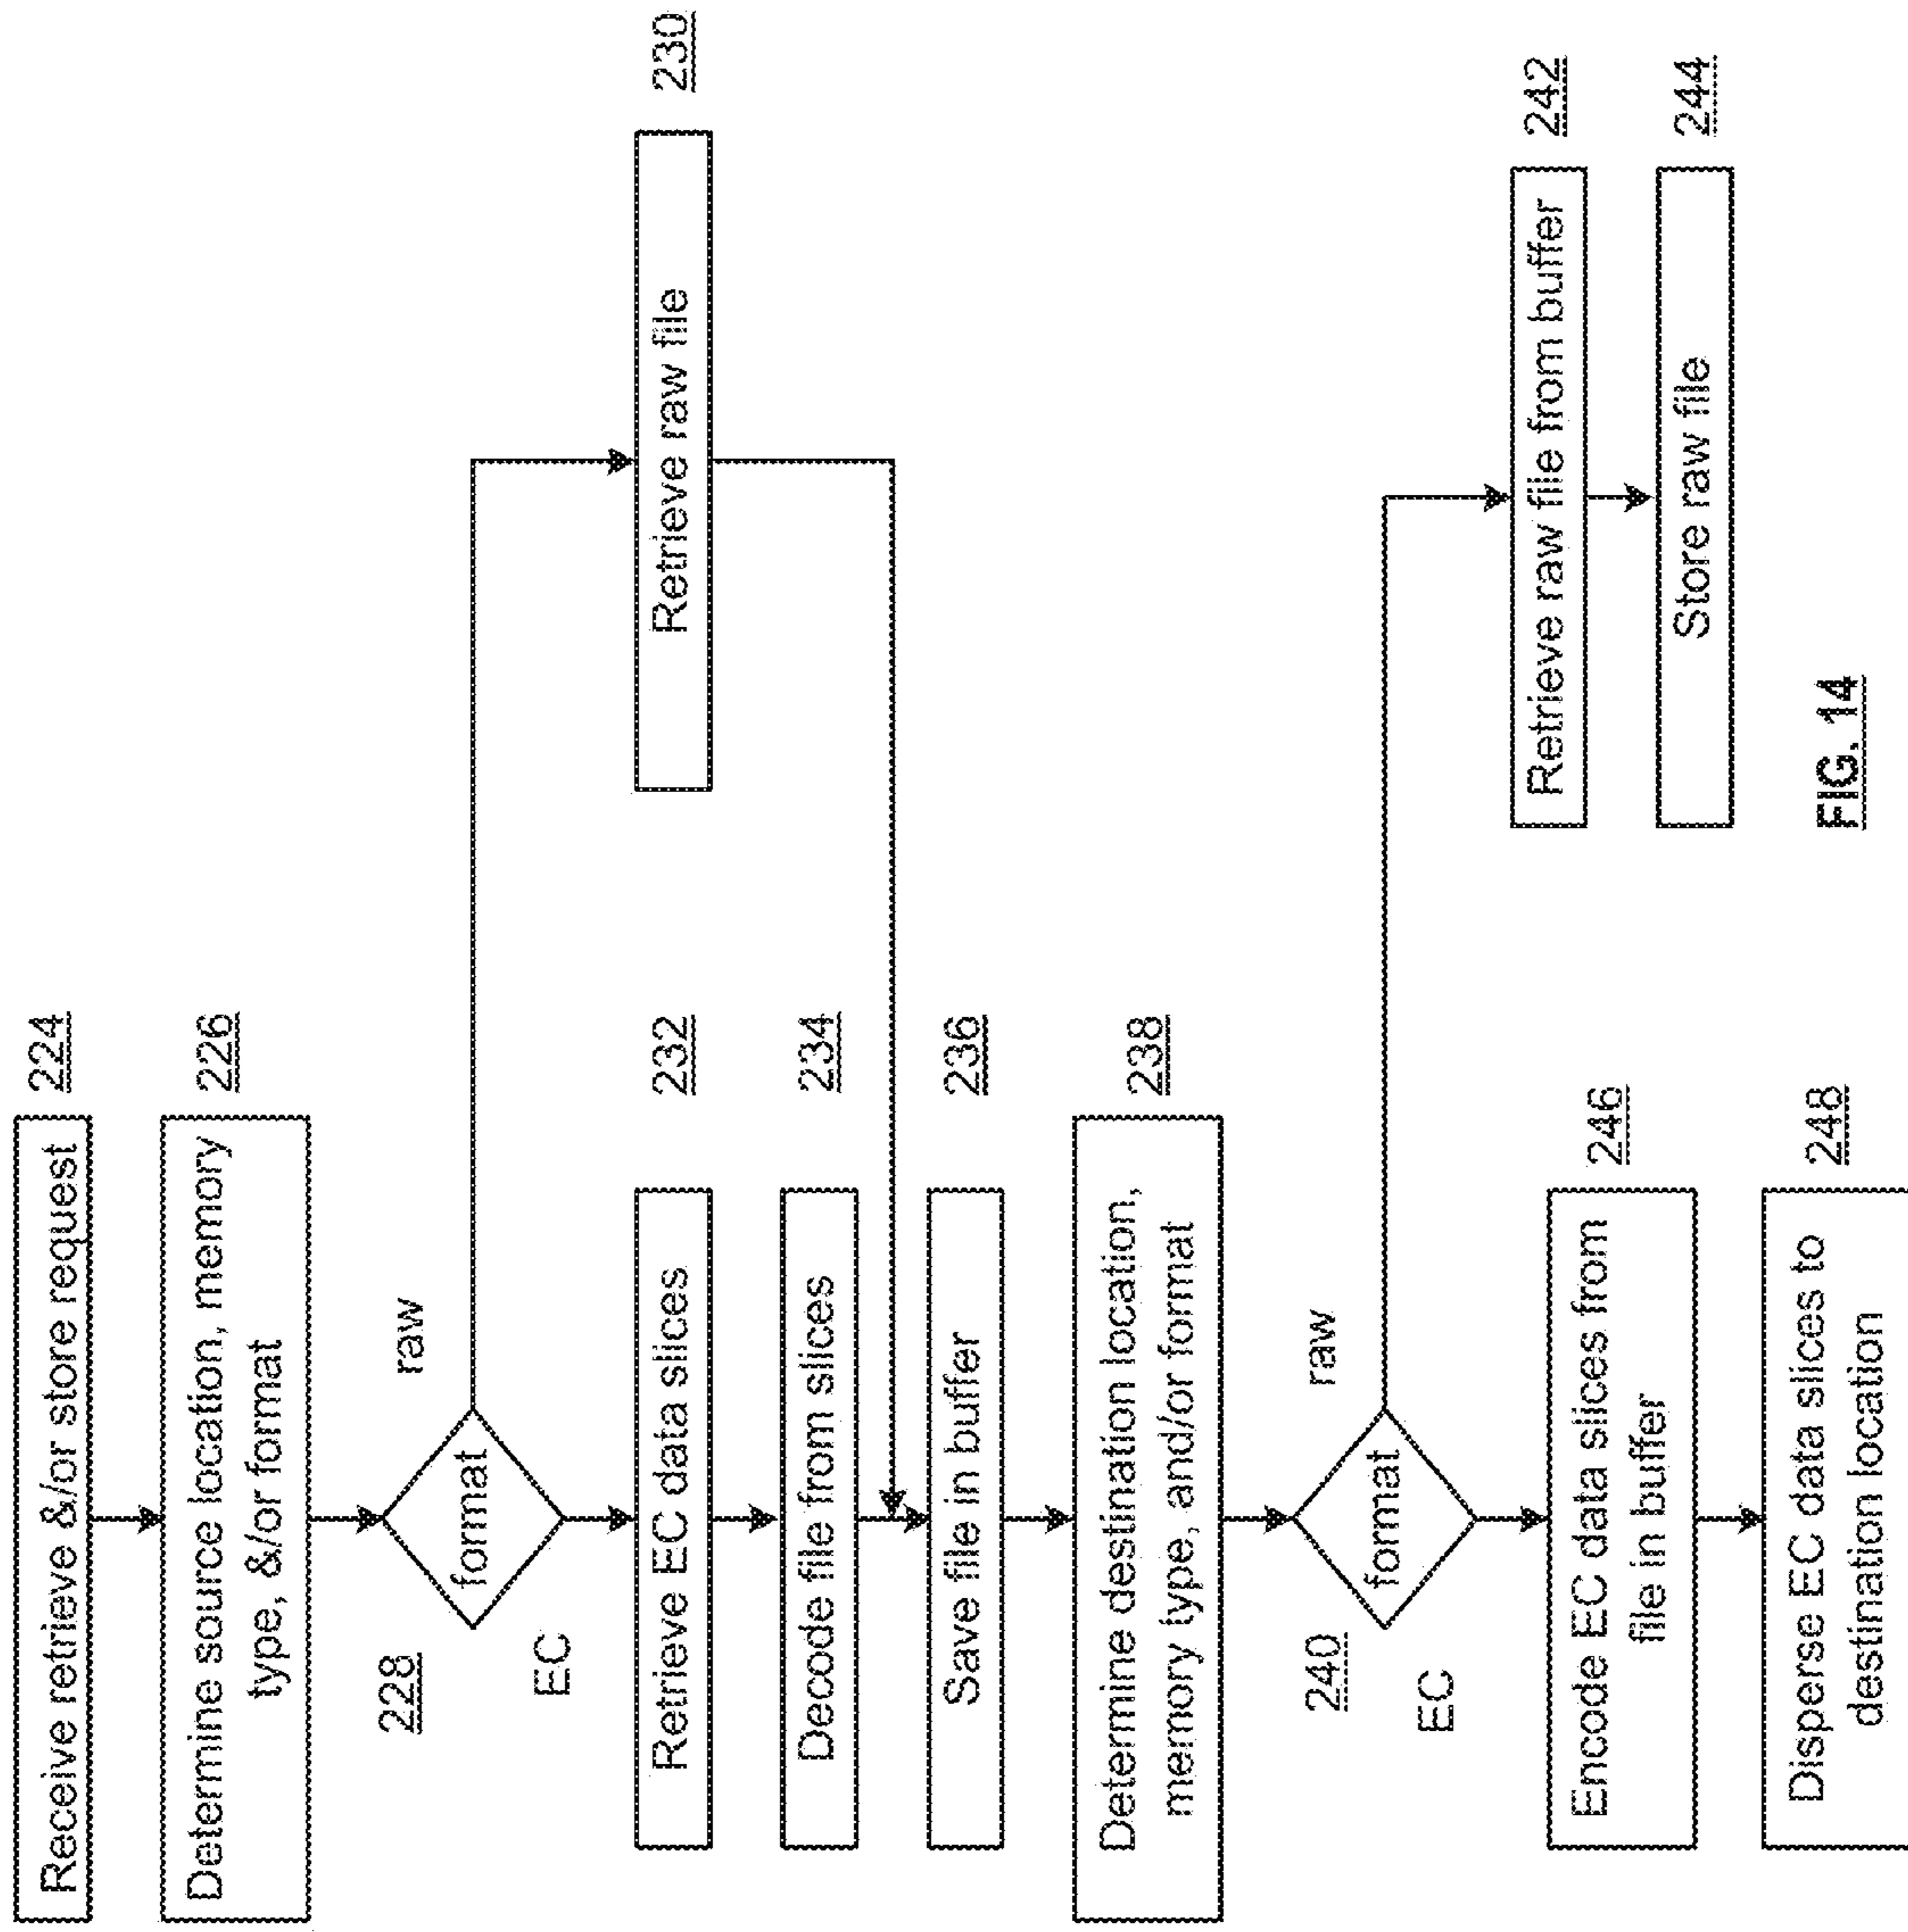 Receive retrieve &/or store request
224
Determine source location, memory
type, &/or format
226
228
format
raw
EC
Retrieve raw file
230
Retrieve EC data slices
232
Decode file from slices
234
Save file in buffer
236
Determine destination location,
memory type, and/or format
238
240
format
raw
EC
Retrieve raw file from buffer
242
Store raw file
244
Encode EC data slices from
file in buffer
246
Disperse EC data slices to
destination location
248
FIG. 14